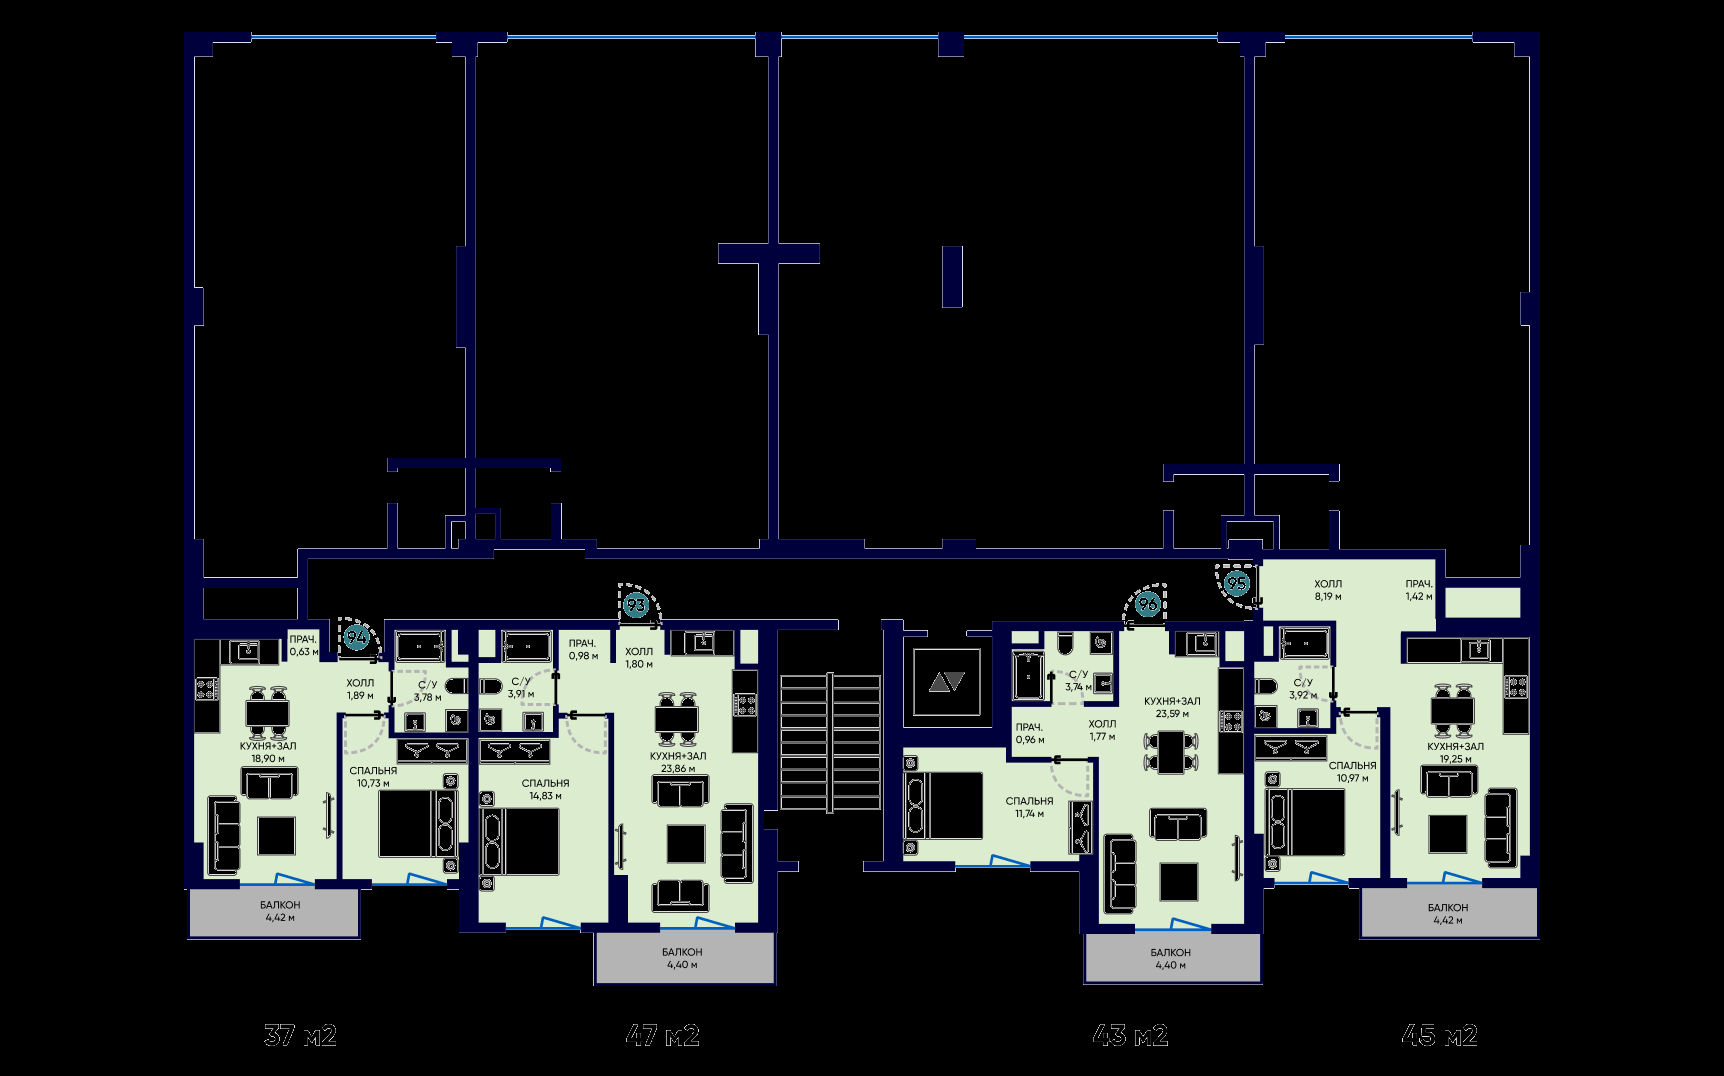 95
93
96
94
ХОЛЛ
8,19 м
ПРАЧ.
1,42 м
ПРАЧ.
0,63 м
ХОЛЛ
1,89 м
С/У
3,78 м
КУХНЯ+ЗАЛ
18,90 м
СПАЛЬНЯ
10,73 м
С/У
3,91 м
ПРАЧ.
0,98 м
ХОЛЛ
1,80 м
КУХНЯ+ЗАЛ
23,86 м
СПАЛЬНЯ
14,83 м
С/У
3,74 м
ПРАЧ.
0,96 м
ХОЛЛ
1,77 м
КУХНЯ+ЗАЛ
23,59 м
СПАЛЬНЯ
11,74 м
С/У
3,92 м
КУХНЯ+ЗАЛ
19,25 м
СПАЛЬНЯ
10,97 м
БАЛКОН
4,42 м
БАЛКОН
4,40 м
БАЛКОН
4,40 м
БАЛКОН
4,42 м
37 м2
47 м2
43 м2
45 м2